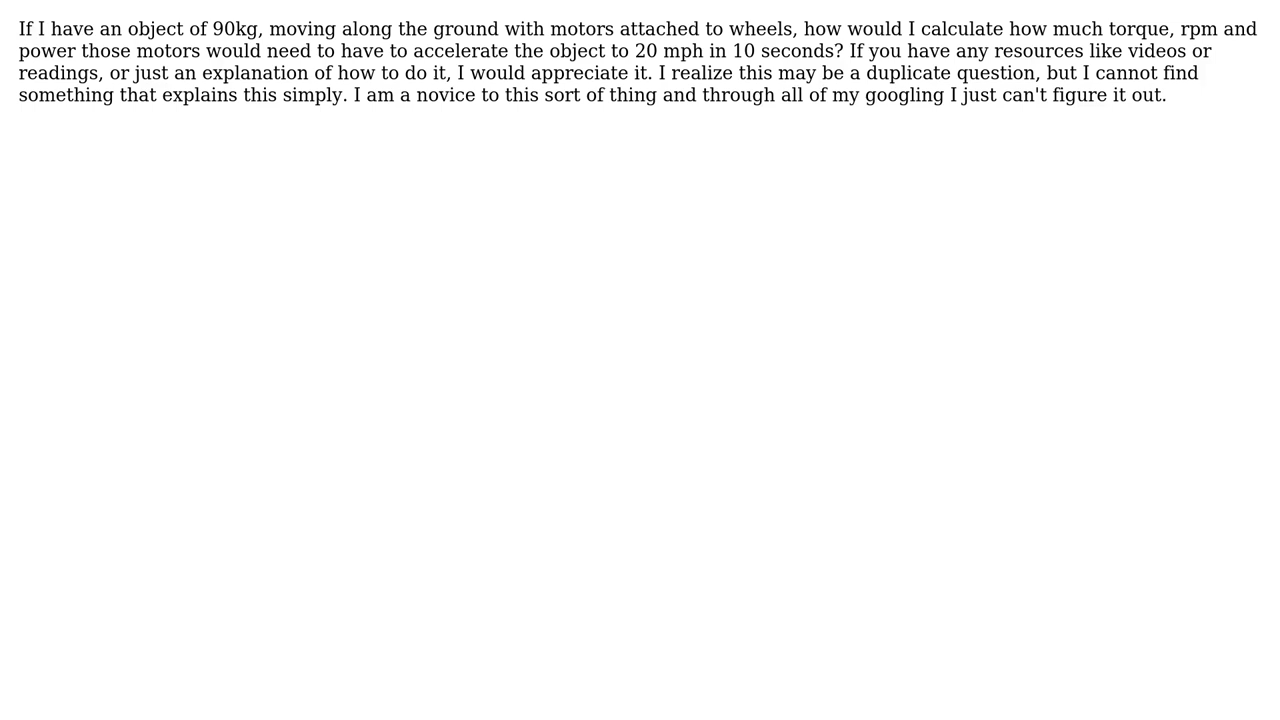 If I have an object of 90kg, moving along the ground with motors attached to wheels, how would I calculate how much torque, rpm and
power those motors would need to have to accelerate the object to 20 mph in 10 seconds? If you have any resources like videos or
readings, or just an explanation of how to do it, I would appreciate it. I realize this may be a duplicate question, but I cannot find
something that explains this simply. I am a novice to this sort of thing and through all of my googling I just can't figure it out.